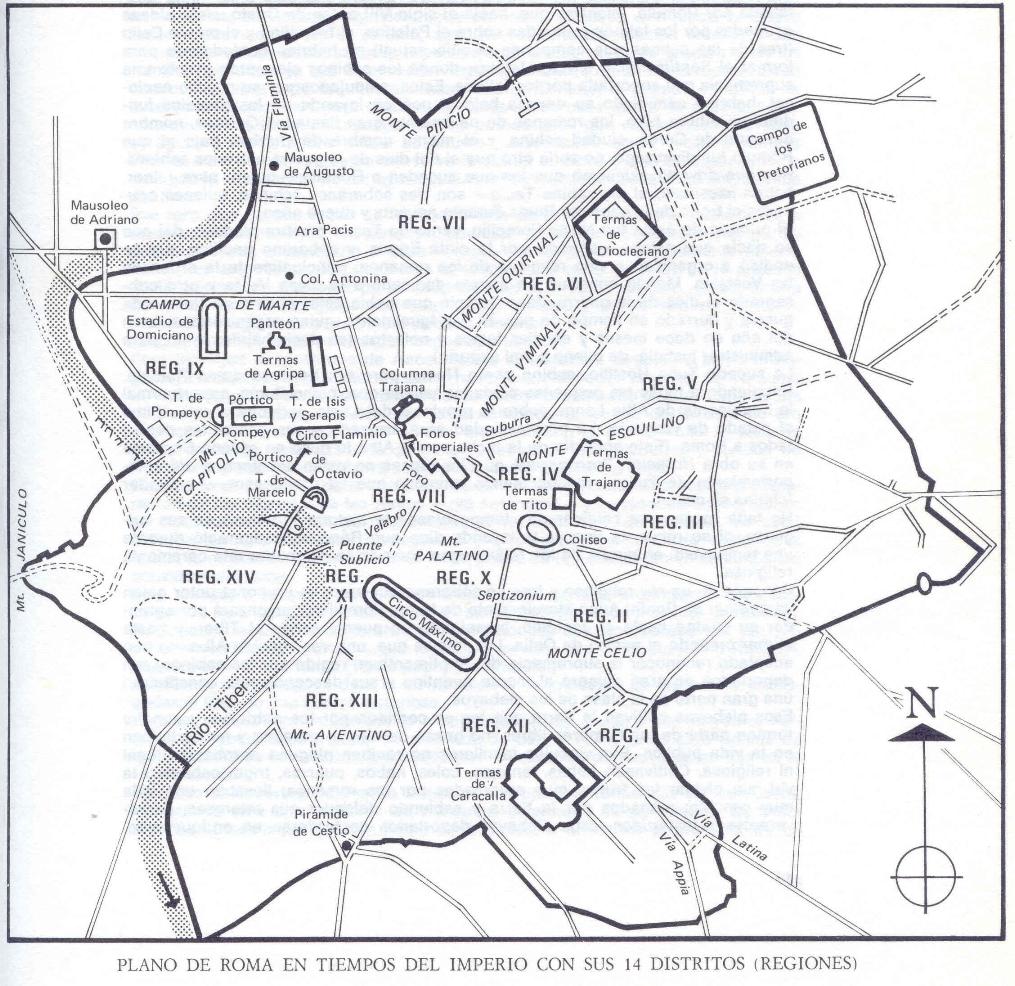 MONTE
PINCIO
Vía Flaminia
Campo de
los
Pretorianos
Mausoleo
de Augusto
Mausoleo
de Adriano
Ara Pacis
REG. VII
Termas
de
Diocleciano
MONTE QUIRINAL
Col. Antonina
REG. VI
CAMPO DE MARTE
Estadio de
Domiciano
Panteón
Termas
de Agripa
MONTE VIMINAL
REG. IX
Columna
Trajana
REG. V
T. de
Pompeyo
Pórtico
de
Pompeyo
T. de Isis
y Serapis
Circo Flaminio
Foros
Imperiales
Suburra
ESQUILINO
MONTE
Mt.
CAPITOLIO
Pórtico de
Octavio
Foro
REG. IV
Termas
de
Trajano
T. de
Marcelo
REG. VIII
Termas
de Tito
Velabro
REG. III
Coliseo
Mt. JANICULO
Puente
Sublicio
Mt.
PALATINO
REG. XIV
REG.
XI
REG. X
Septizonium
Circo Máximo
REG. II
MONTE CELIO
Río Tiber
REG. XIII
Mt. AVENTINO
REG. XII
REG. I
N
Termas
de
Caracalla
Pirámide
de Cestio
Vía Latina
Vía Appia
PLANO DE ROMA EN TIEMPOS DEL IMPERIO CON SUS 14 DISTRITOS (REGIONES)